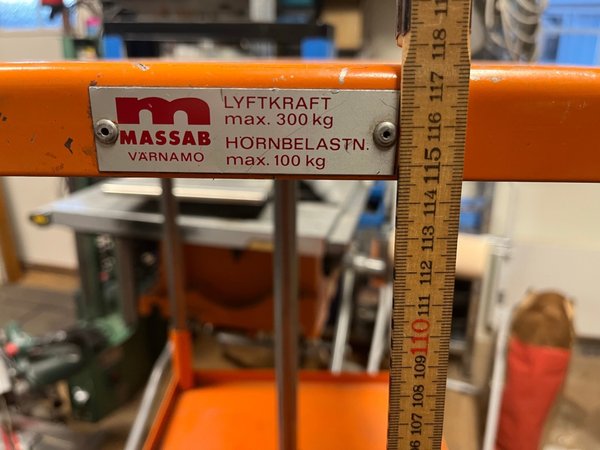 m
MASSAB
VÄRNAMO
LYFTKRAFT
max. 300 kg
HÖRNBELASTN.
max. 100 kg
118
117
116
115
114
113
112
111
110
109
108
107